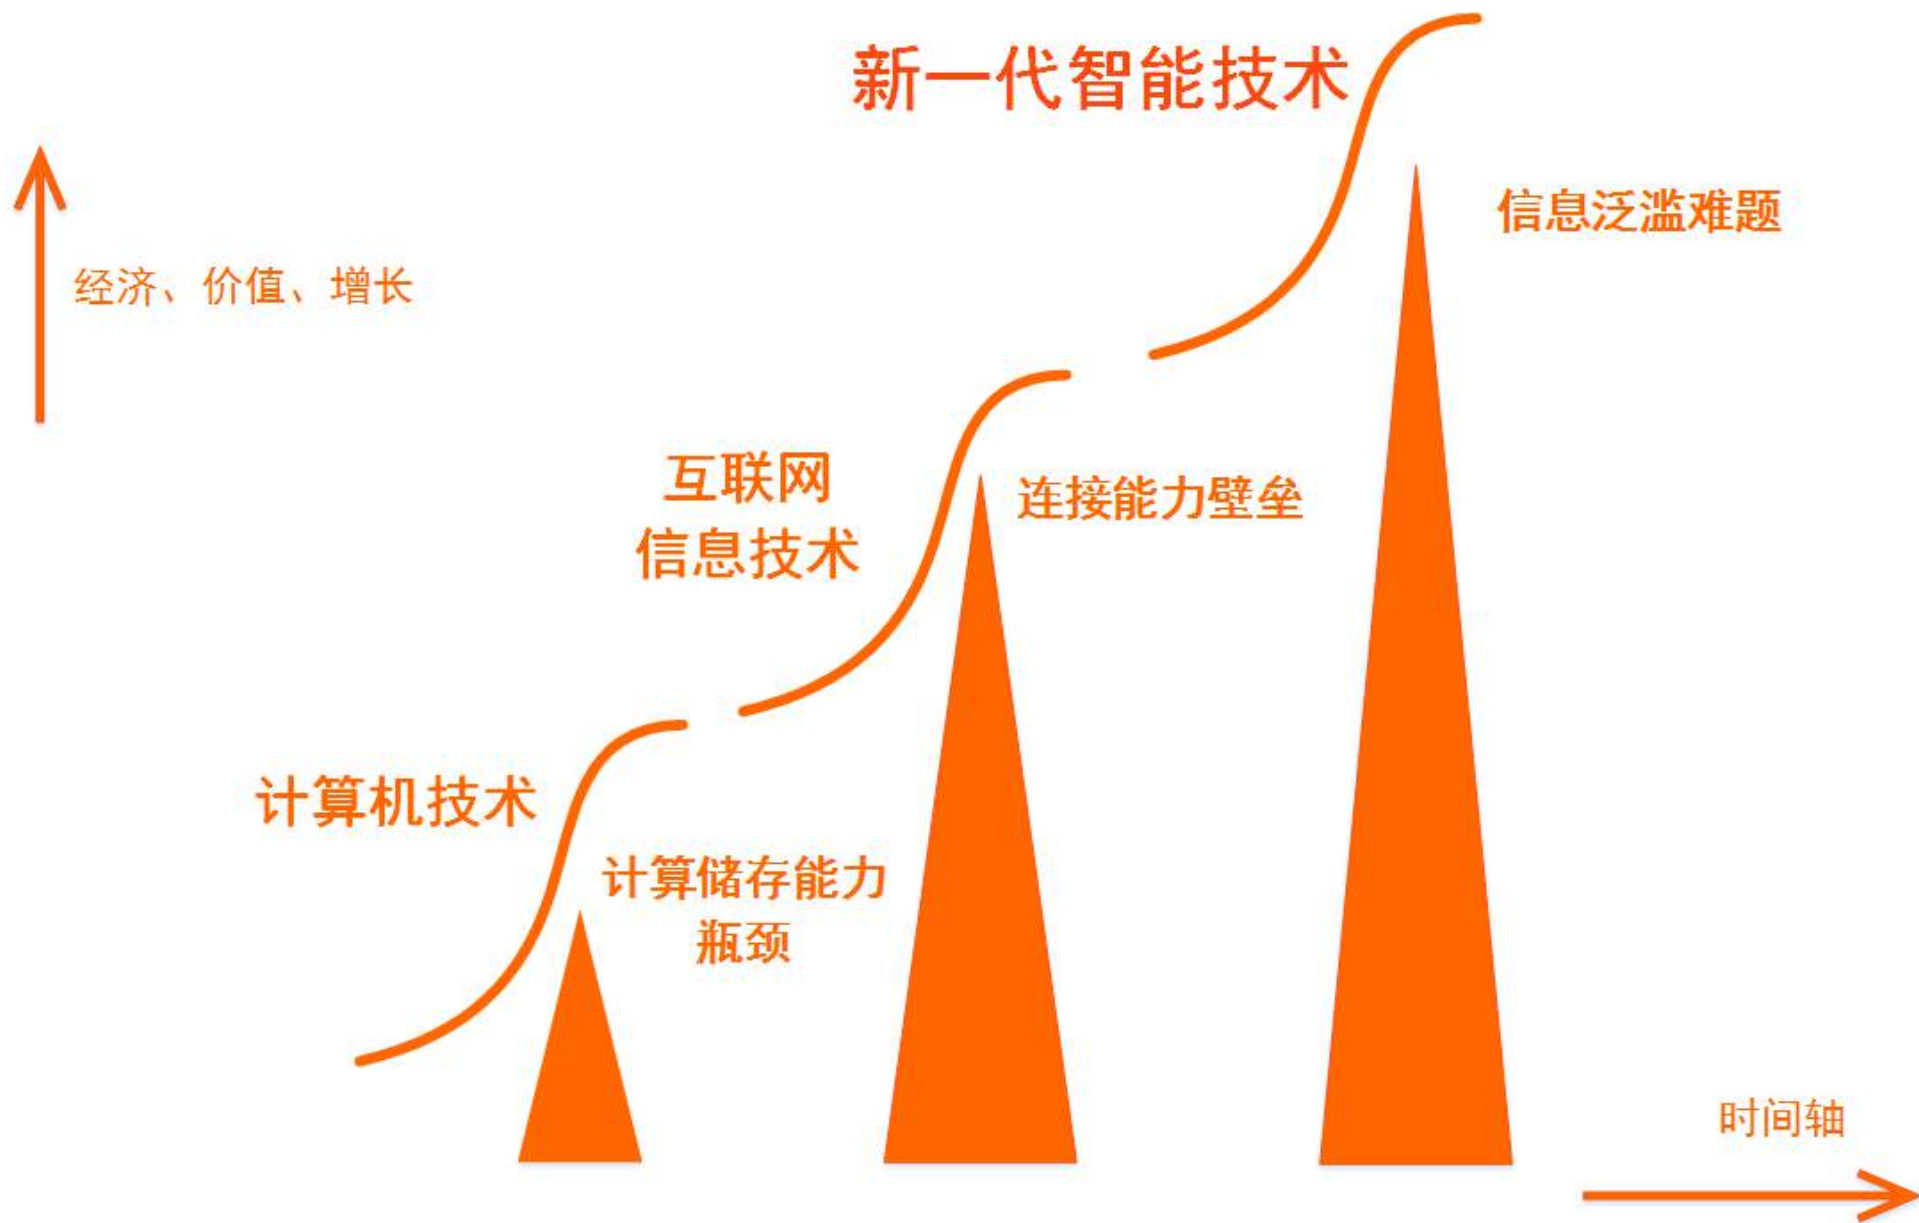 新一代智能技术
信息泛滥难题
经济、价值、增长
互联网
信息技术
连接能力壁垒
计算机技术
计算储存能力
瓶颈
时间轴